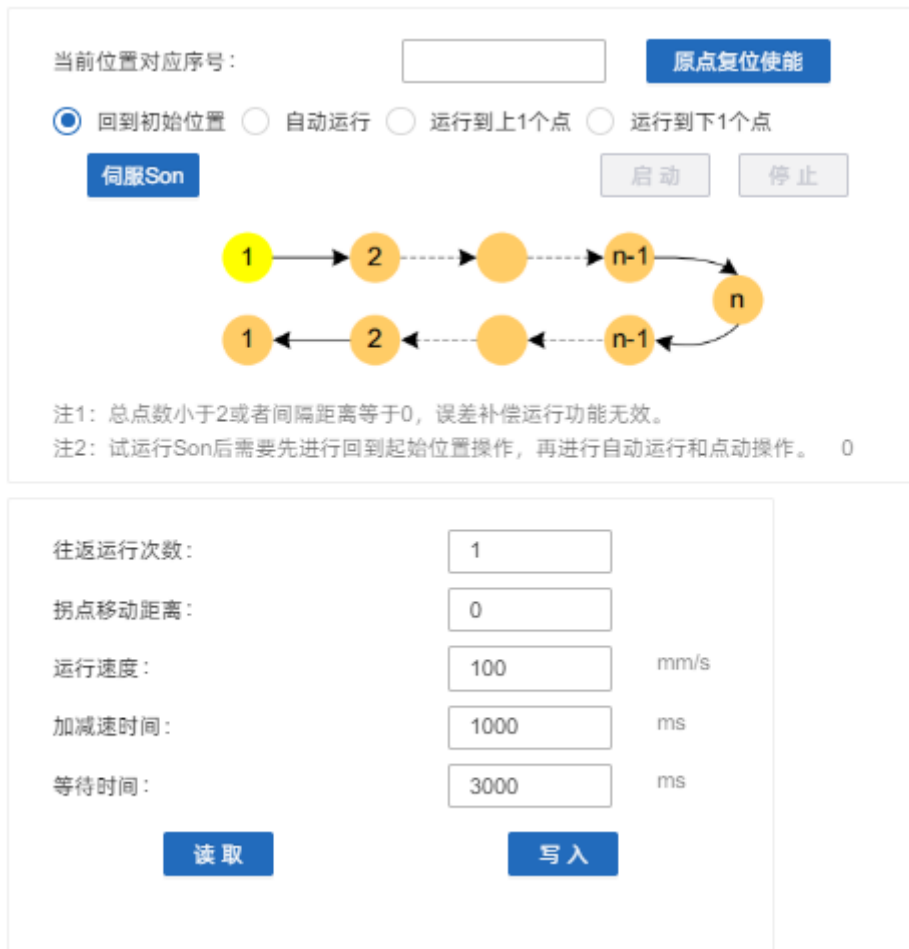 当前位置对应序号：
原点复位使能
回到初始位置 自动运行 运行到上1个点 运行到下1个点
伺服Son 启动 停止
1 2 n-1
n
1 2 n-1
注1：总点数小于2或者间隔距离等于0，误差补偿运行功能无效。
注2：试运行Son后需要先进行回到起始位置操作，再进行自动运行和点动操作。 0
往返运行次数： 1
拐点移动距离： 0
运行速度： 100 mm/s
加减速时间： 1000 ms
等待时间： 3000 ms
读取 写入